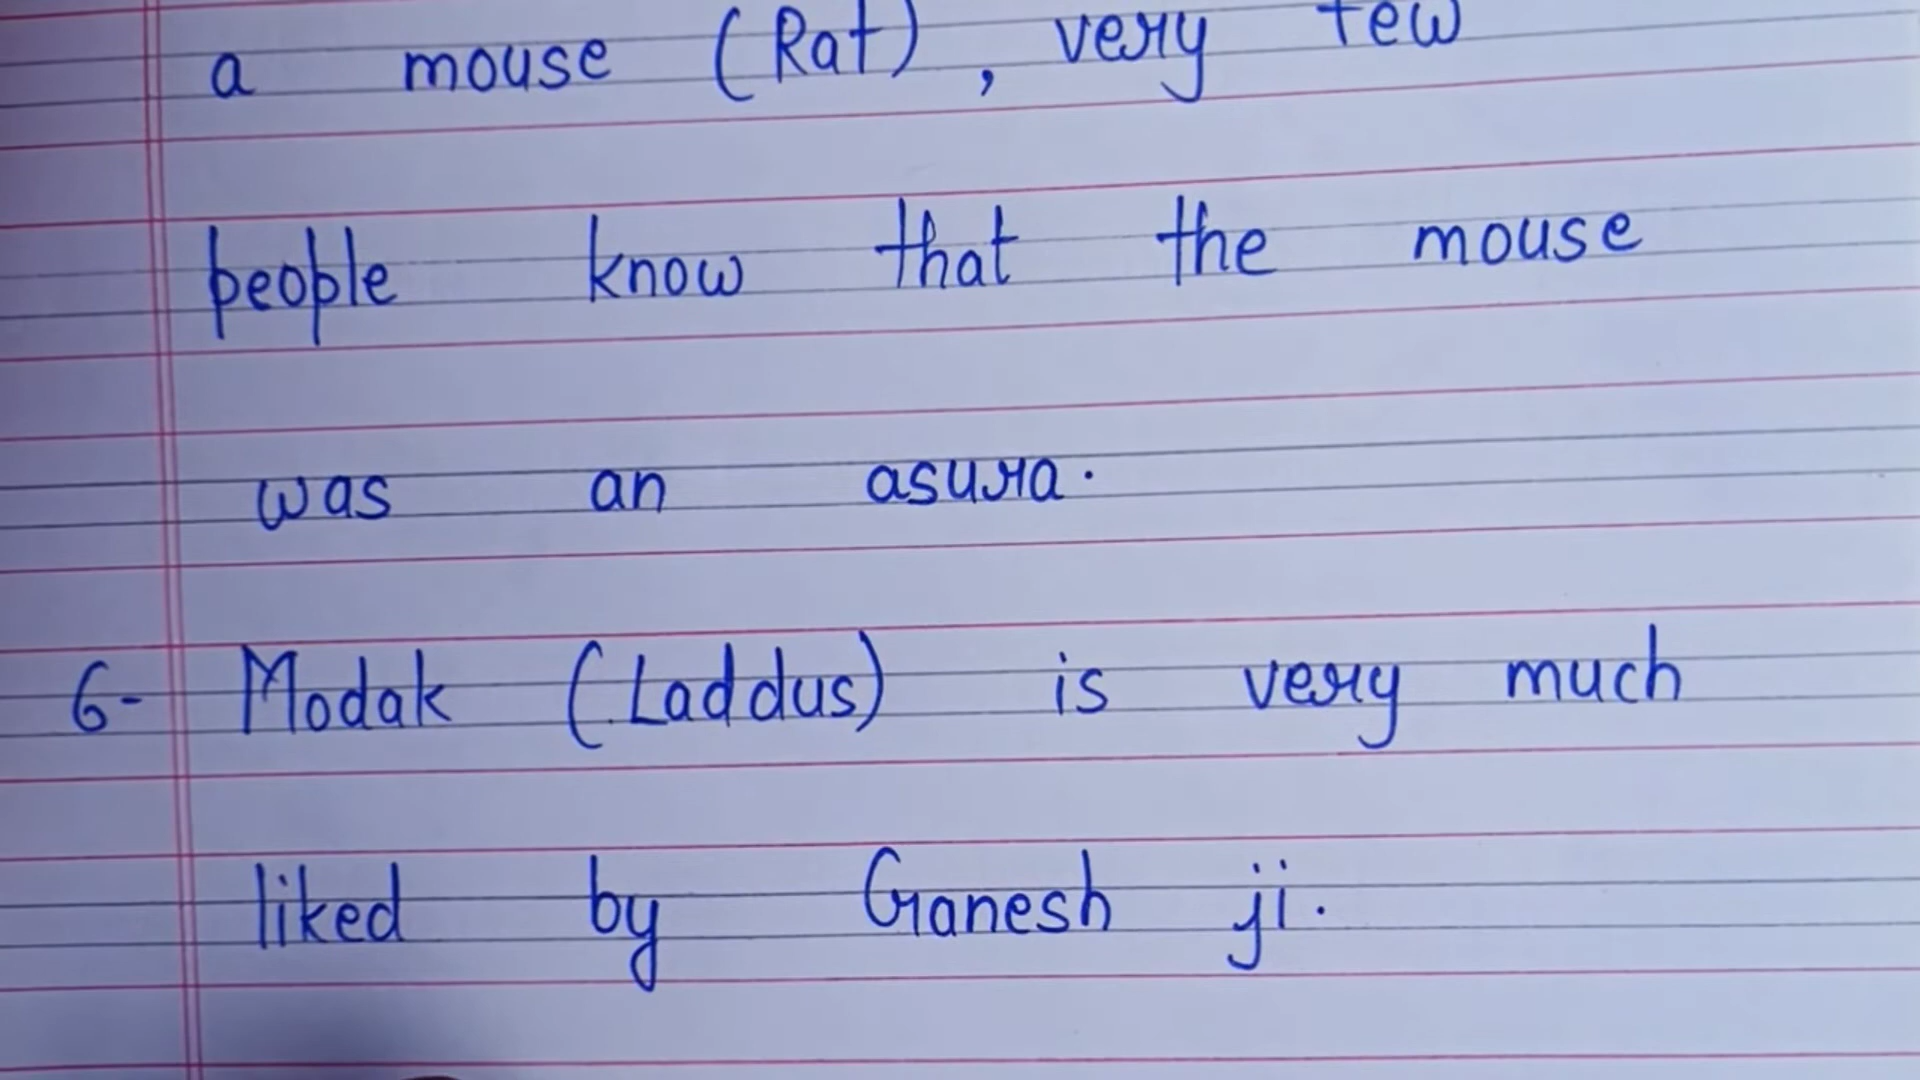 a mouse (Rat), very few
people know that the mouse
was an asura.
6- Modak (Laddus) is very much
liked by Ganesh ji.